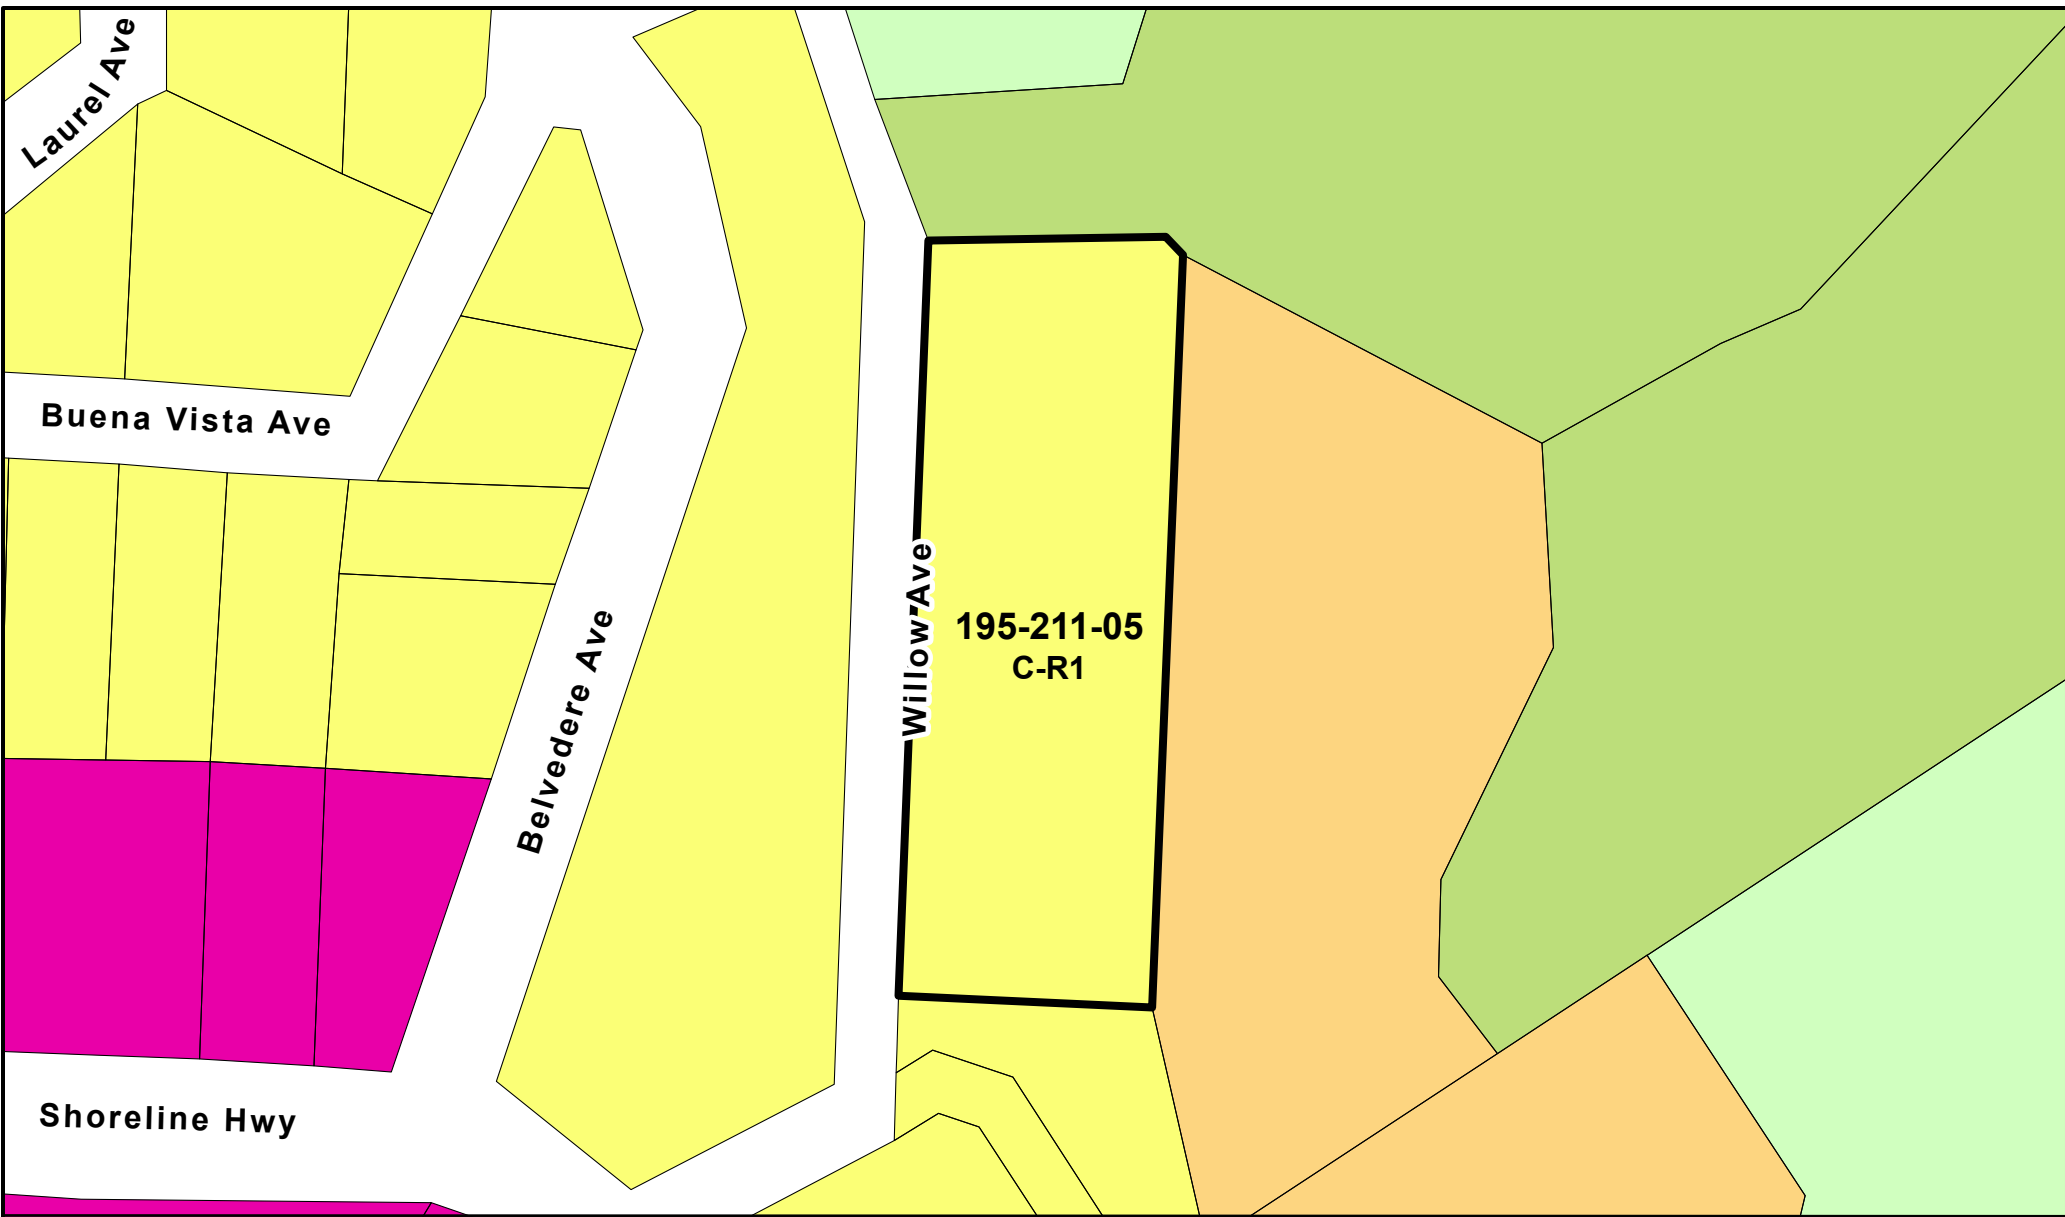 Laurel Ave
Buena Vista Ave
Willow Ave
195-211-05
C-R1
Belvedere Ave
Shoreline Hwy